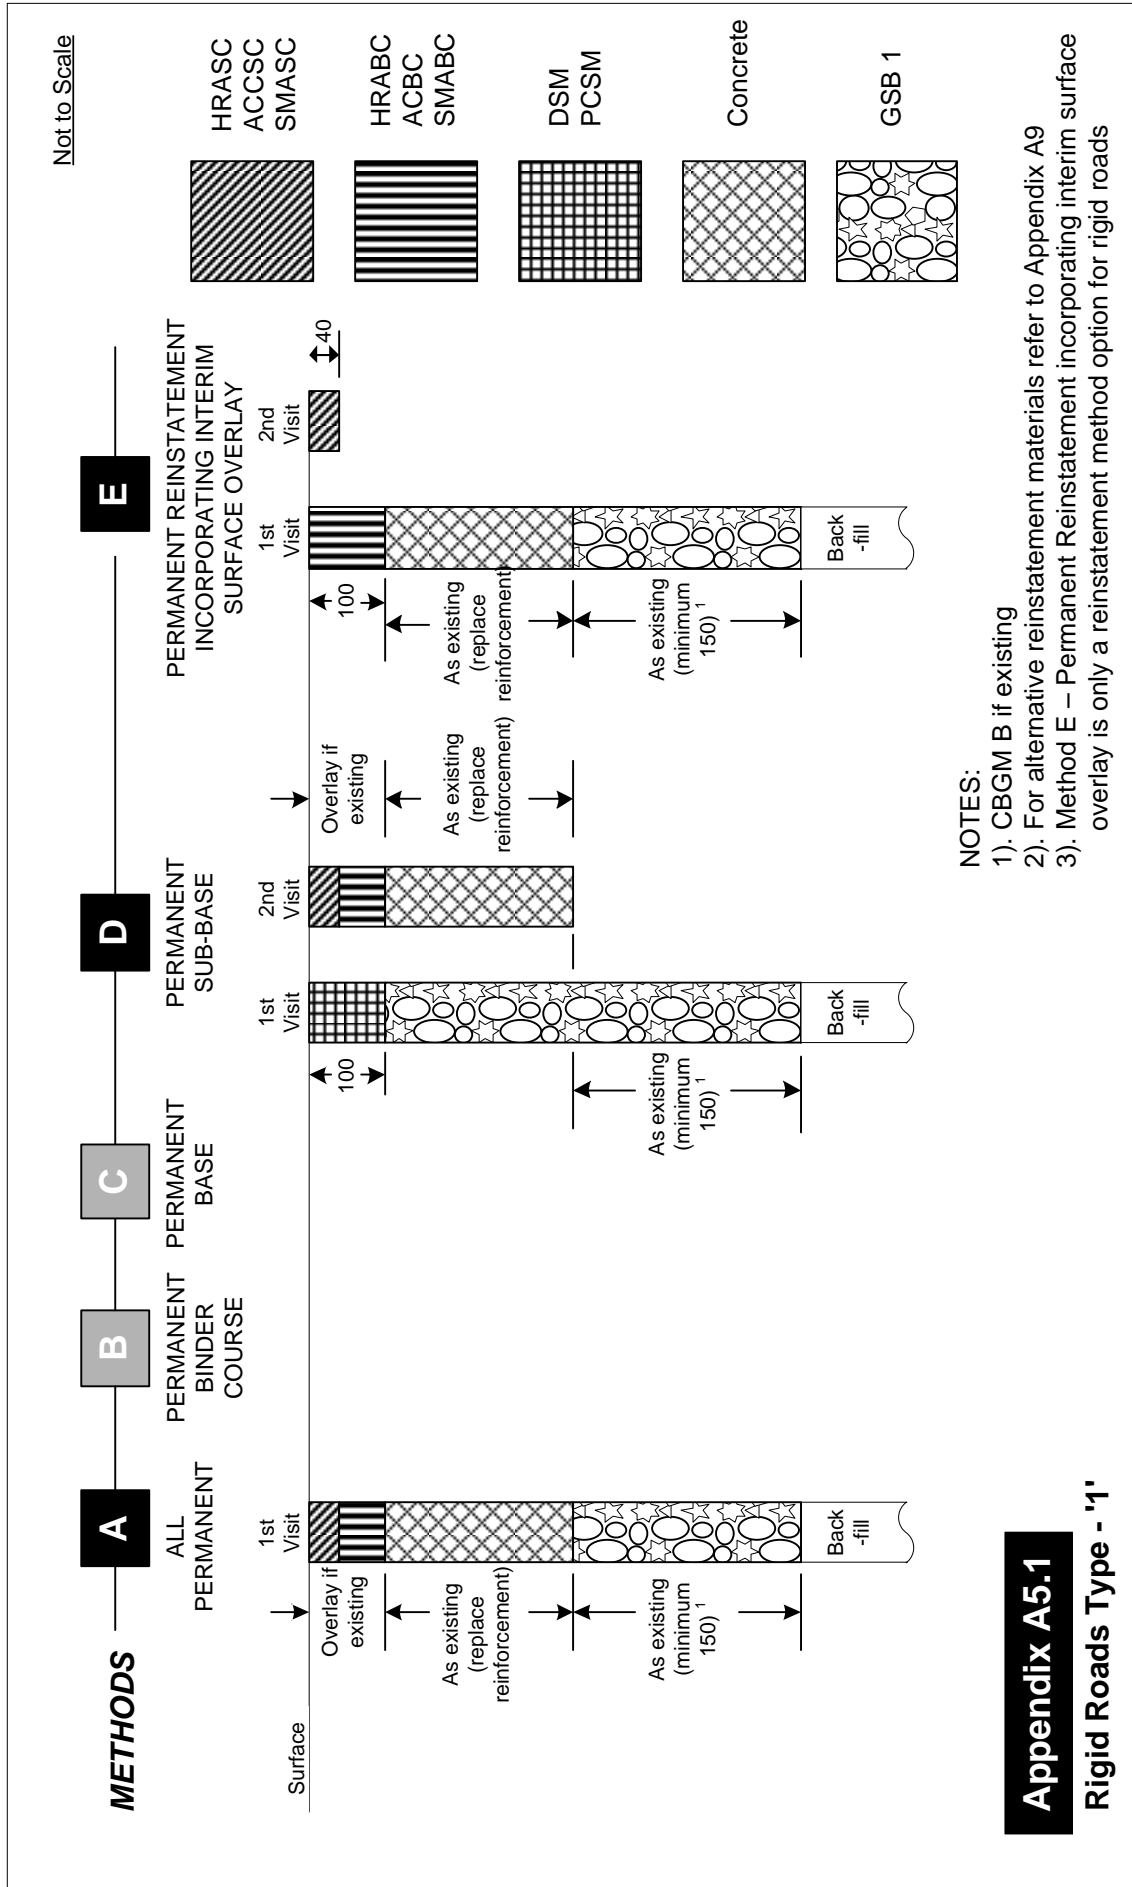 Not to Scale
METHODS
A
B
C
D
E
ALL
PERMANENT
PERMANENT
BINDER
COURSE
PERMANENT
BASE
PERMANENT
SUB-BASE
PERMANENT REINSTATEMENT
INCORPORATING INTERIM
SURFACE OVERLAY
Surface
1st
Visit
Overlay if
existing
As existing
(replace
reinforcement)
As existing
(minimum
150) 1
Back
-fill
1st
Visit
100
As existing
(minimum
150) 1
Back
-fill
2nd
Visit
Overlay if
existing
As existing
(replace
reinforcement)
1st
Visit
100
As existing
(replace
reinforcement)
As existing
(minimum
150) 1
Back
-fill
2nd
Visit
40
HRASC
ACCSC
SMASC
HRABC
ACBC
SMABC
DSM
PCSM
Concrete
GSB 1
NOTES:
1). CBGM B if existing
2). For alternative reinstatement materials refer to Appendix A9
3). Method E – Permanent Reinstatement incorporating interim surface
overlay is only a reinstatement method option for rigid roads
Appendix A5.1
Rigid Roads Type - '1'